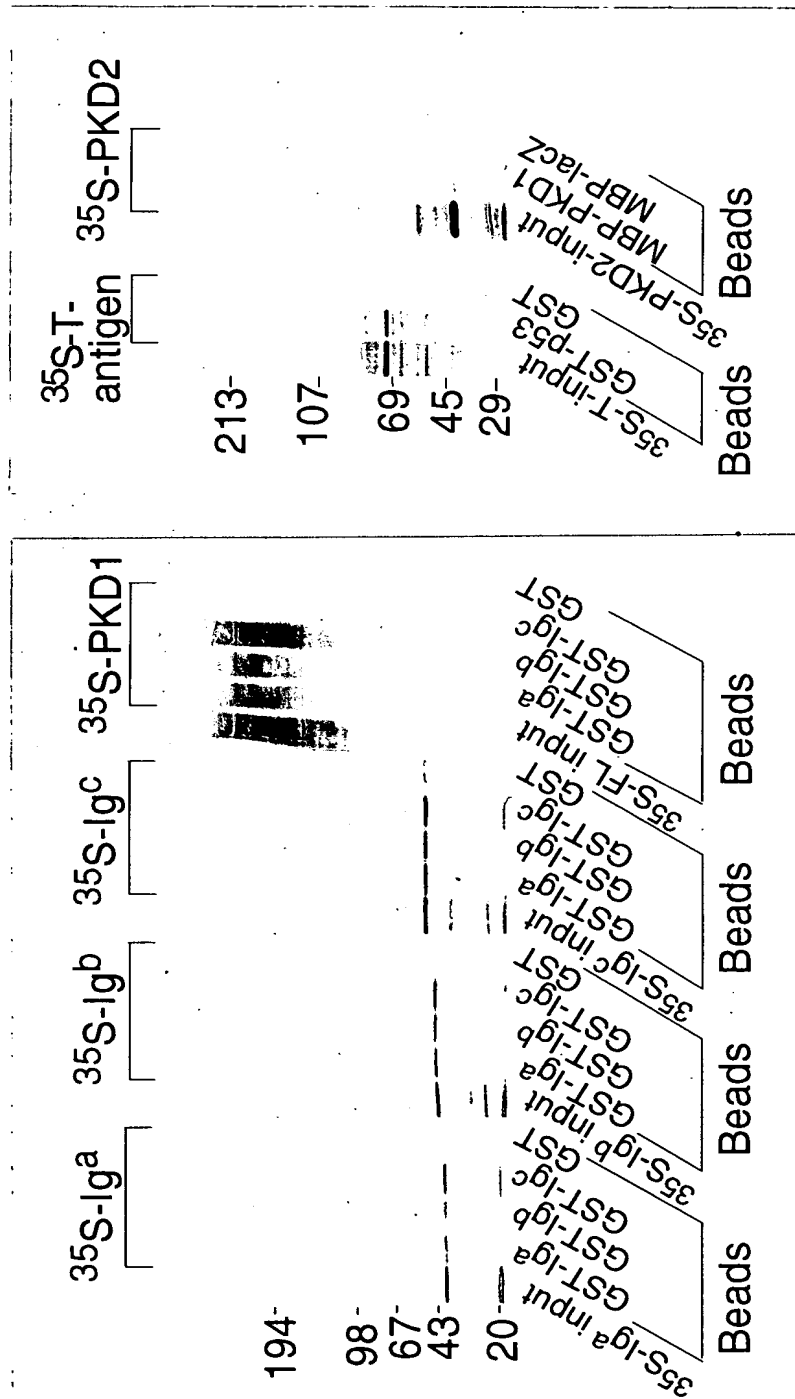 35S-T-
antigen
35S-PKD2
213-
107-
69-
45-
29-
35S-T-input
GST-p53
GST
Beads
35S-PKD2-input
MBP-PKD1
MBP-lacZ
Beads
35S-Iga
35S-Igb
35S-Igc
35S-PKD1
194-
98-
67-
43-
20-
35S-Iga input
GST-Iga
GST-Igb
GST-Igc
GST
Beads
35S-Igb input
GST-Iga
GST-Igb
GST-Igc
GST
Beads
35S-Igc input
GST-Iga
GST-Igb
GST-Igc
GST
Beads
35S-FL input
GST-Iga
GST-Igb
GST-Igc
GST
Beads